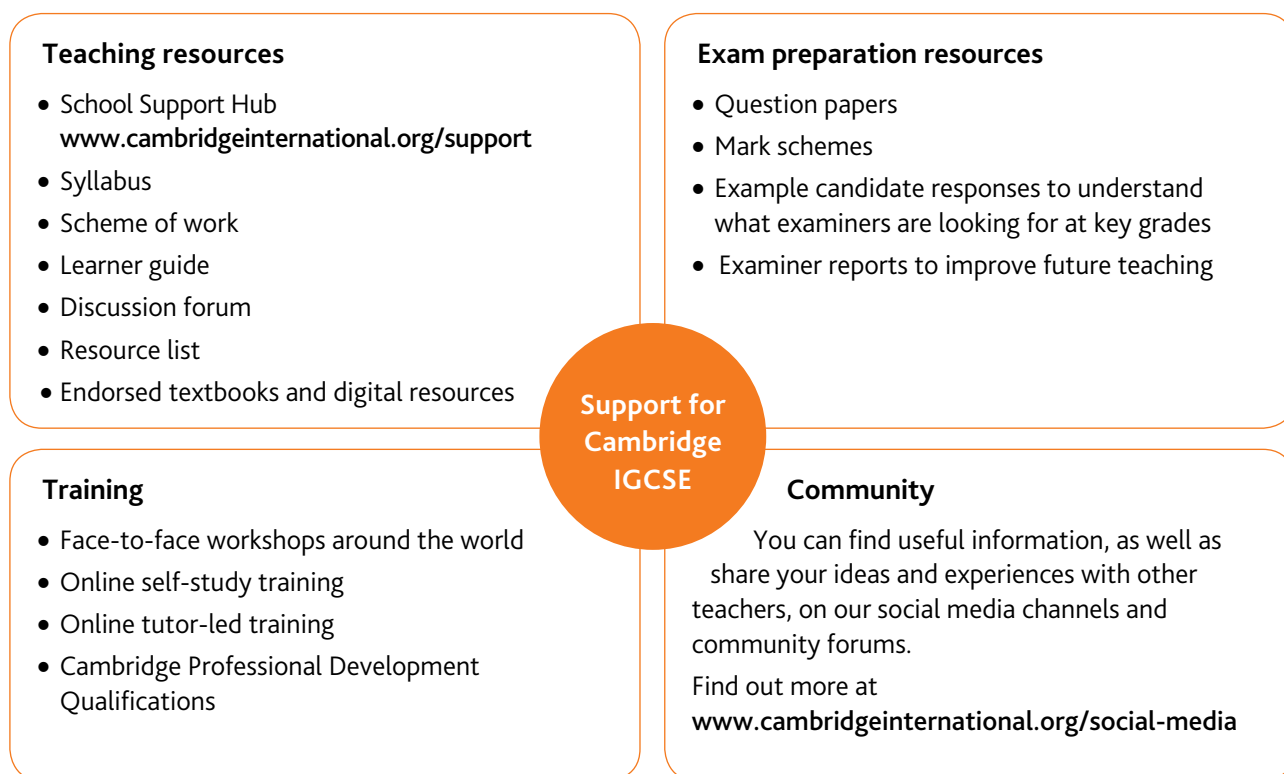 Teaching resources
• School Support Hub
www.cambridgeinternational.org/support
• Syllabus
• Scheme of work
• Learner guide
• Discussion forum
• Resource list
• Endorsed textbooks and digital resources
Exam preparation resources
• Question papers
• Mark schemes
• Example candidate responses to understand
what examiners are looking for at key grades
• Examiner reports to improve future teaching
Support for
Cambridge
IGCSE
Training
• Face-to-face workshops around the world
• Online self-study training
• Online tutor-led training
• Cambridge Professional Development
Qualifications
Community
You can find useful information, as well as
share your ideas and experiences with other
teachers, on our social media channels and
community forums.
Find out more at
www.cambridgeinternational.org/social-media